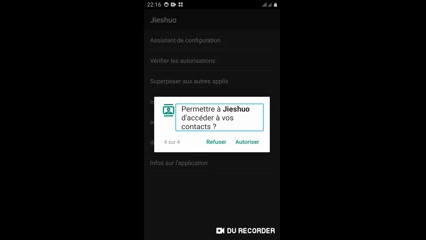 22:16
Jieshuo
Assistant de configuration
Vérifier les autorisations
Superposer aux autres applis
Permettre à Jieshuo
d'accéder à vos
contacts ?
4 sur 4
Refuser
Autoriser
Infos sur l'application
DU RECORDER